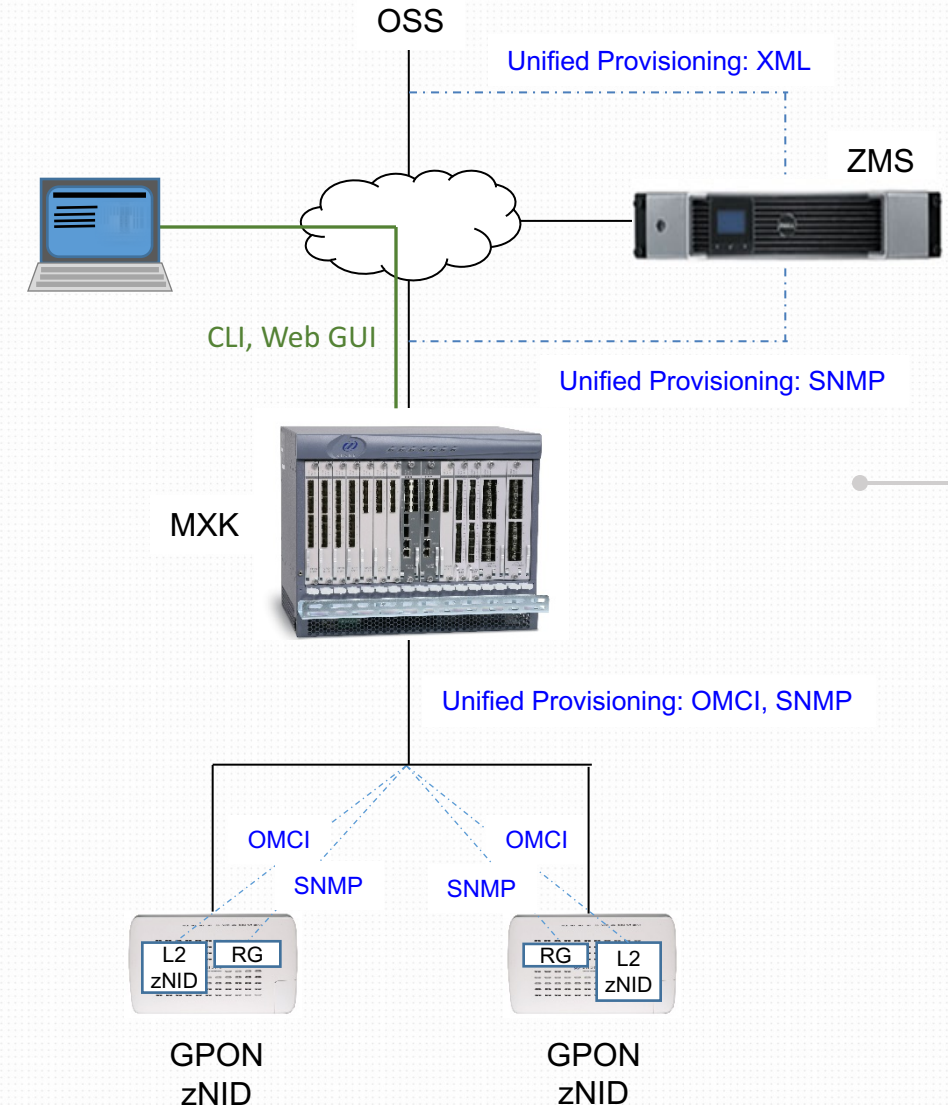 OSS
Unified Provisioning: XML
ZMS
CLI, Web GUI
Unified Provisioning: SNMP
MXK
Unified Provisioning: OMCI, SNMP
OMCI
OMCI
SNMP
SNMP
L2
zNID
RG
RG
L2
zNID
GPON
zNID
GPON
zNID